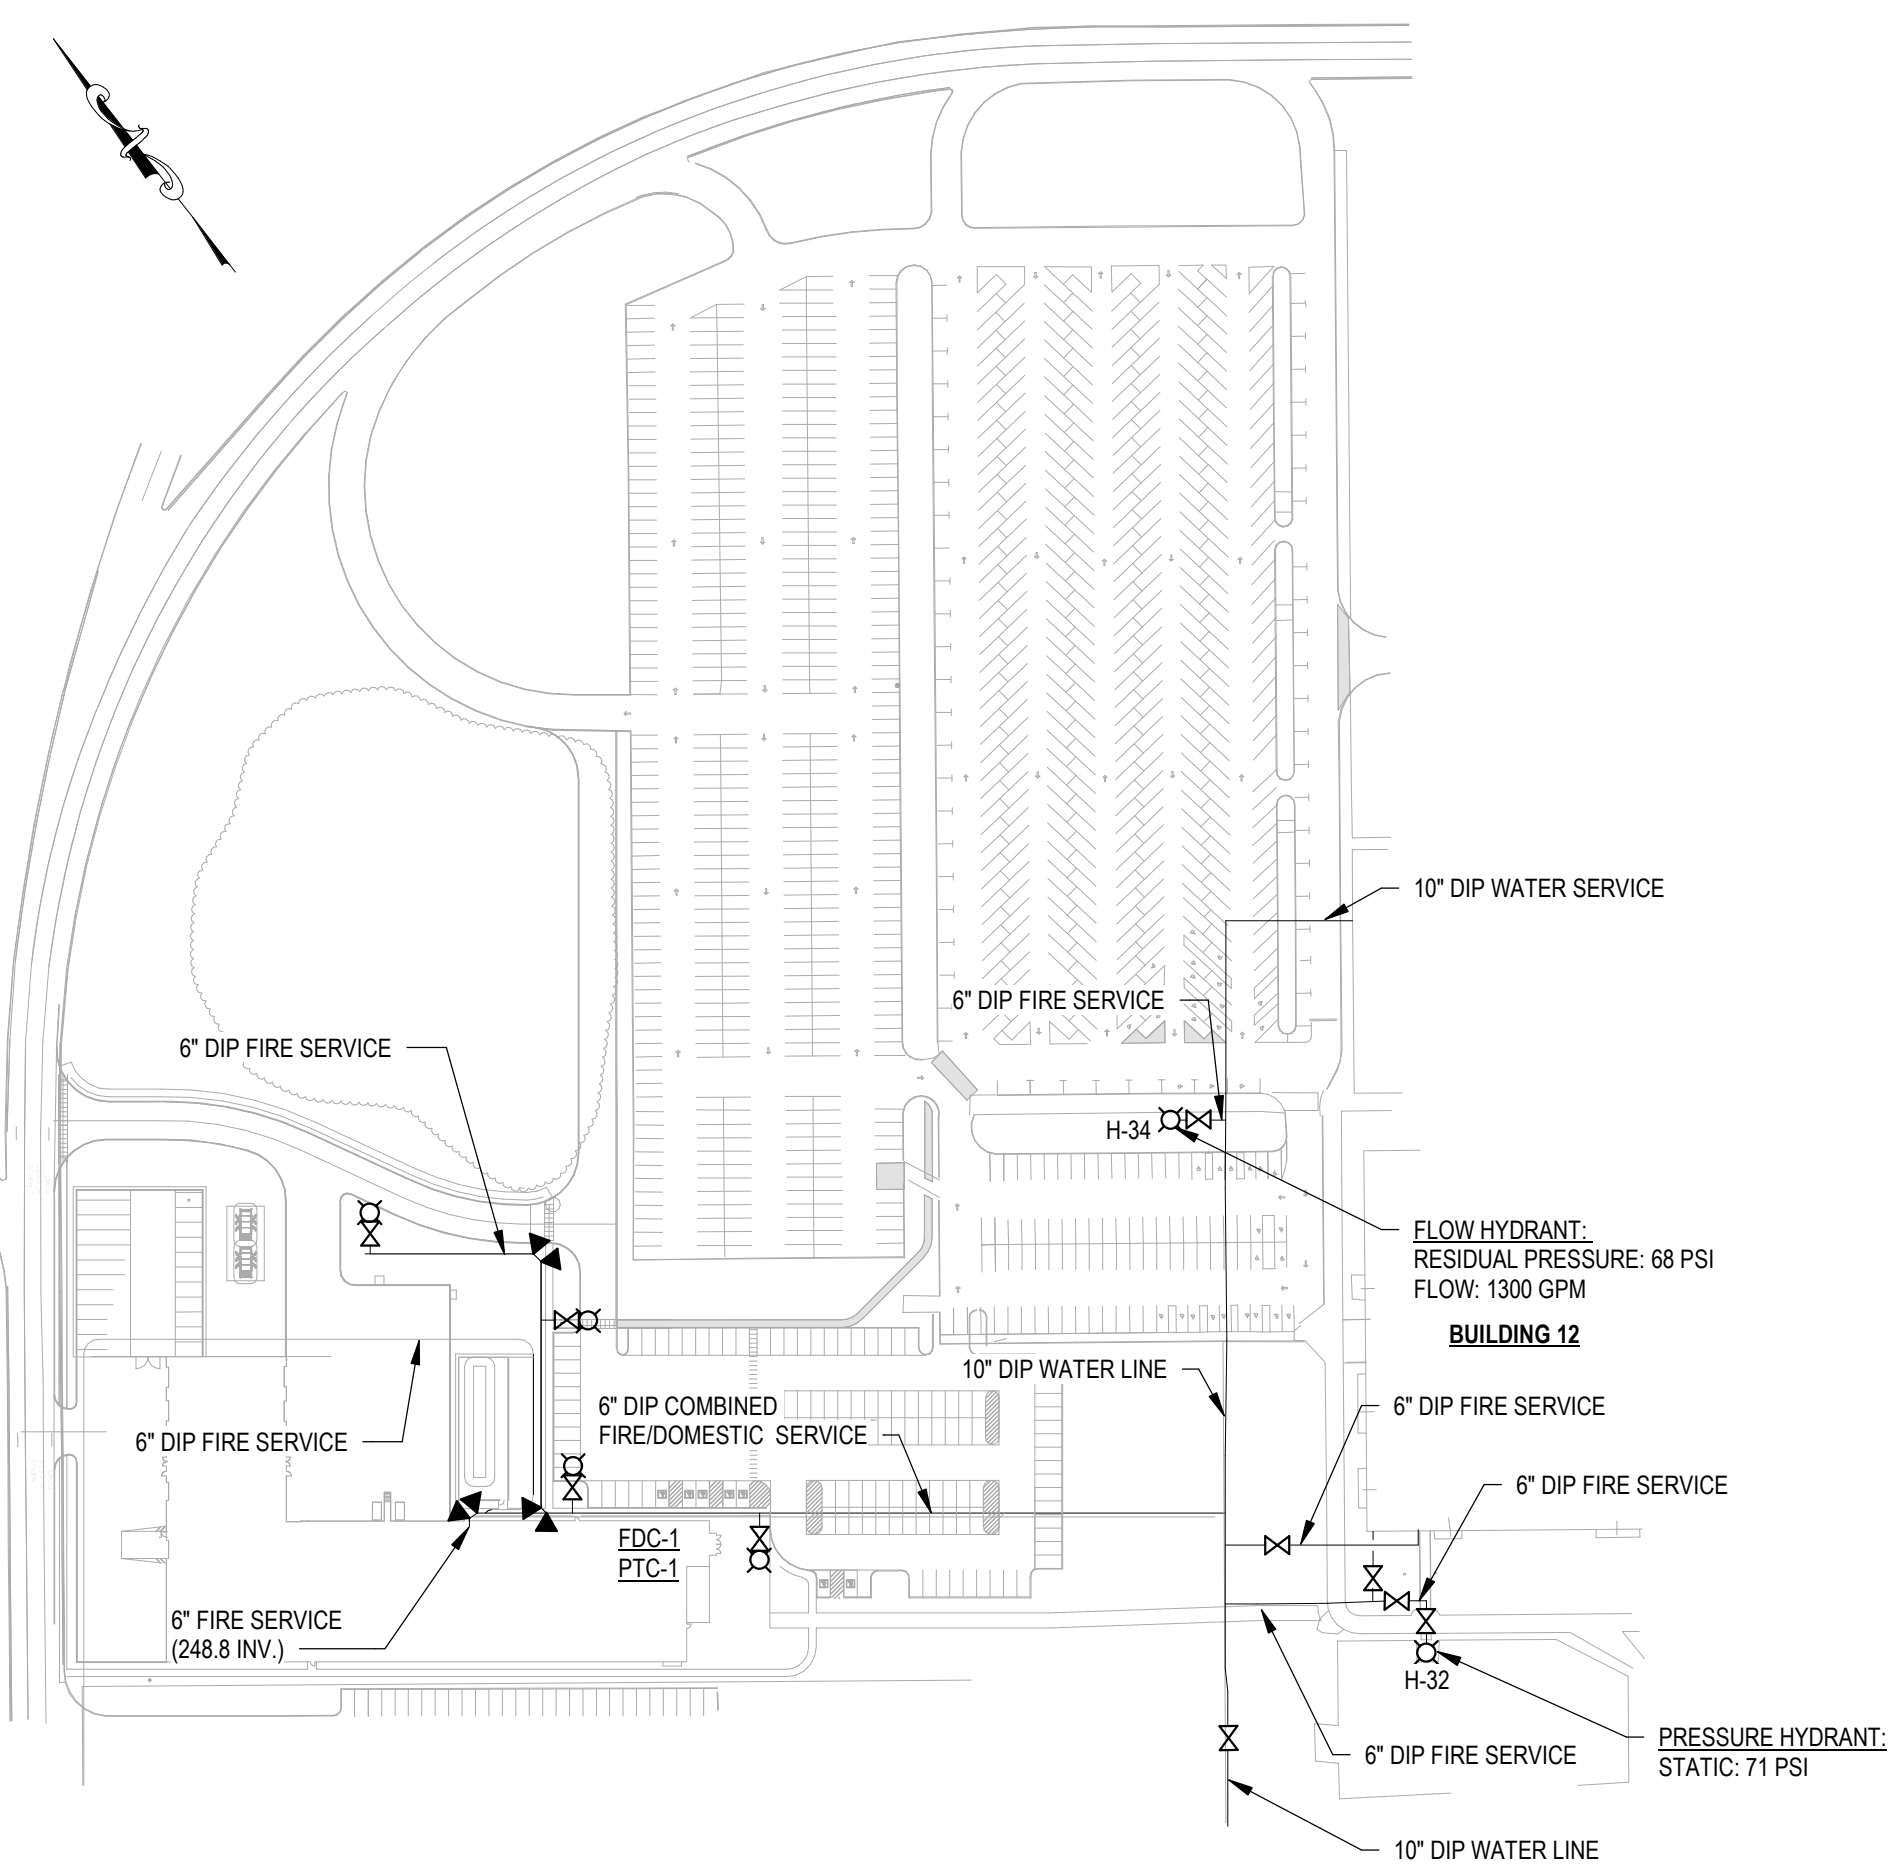 10" DIP WATER SERVICE
6" DIP FIRE SERVICE
6" DIP FIRE SERVICE
H-34
FLOW HYDRANT:
RESIDUAL PRESSURE: 68 PSI
FLOW: 1300 GPM
BUILDING 12
10" DIP WATER LINE
6" DIP COMBINED
FIRE/DOMESTIC SERVICE
6" DIP FIRE SERVICE
6" DIP FIRE SERVICE
6" DIP FIRE SERVICE
FDC-1
PTC-1
6" FIRE SERVICE
(248.8 INV.)
H-32
PRESSURE HYDRANT:
STATIC: 71 PSI
6" DIP FIRE SERVICE
10" DIP WATER LINE